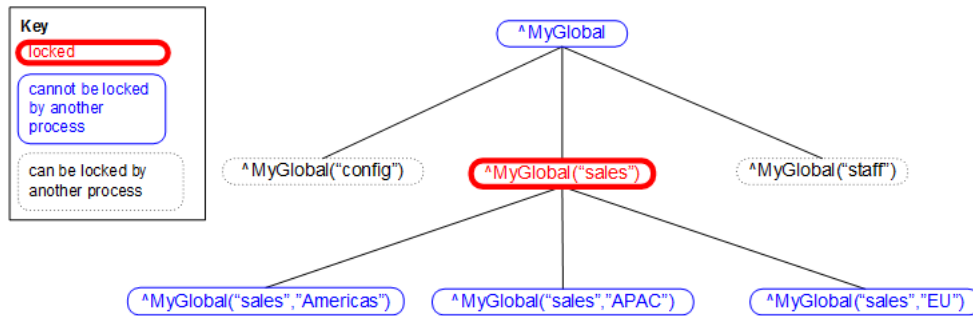 Key
locked
cannot be locked
by another
process
can be locked by
another process
^MyGlobal
^MyGlobal(“config”)
^MyGlobal(“sales”)
^MyGlobal(“staff”)
^MyGlobal(“sales”,”Americas”)
^MyGlobal(“sales”,”APAC”)
^MyGlobal(“sales”,”EU”)